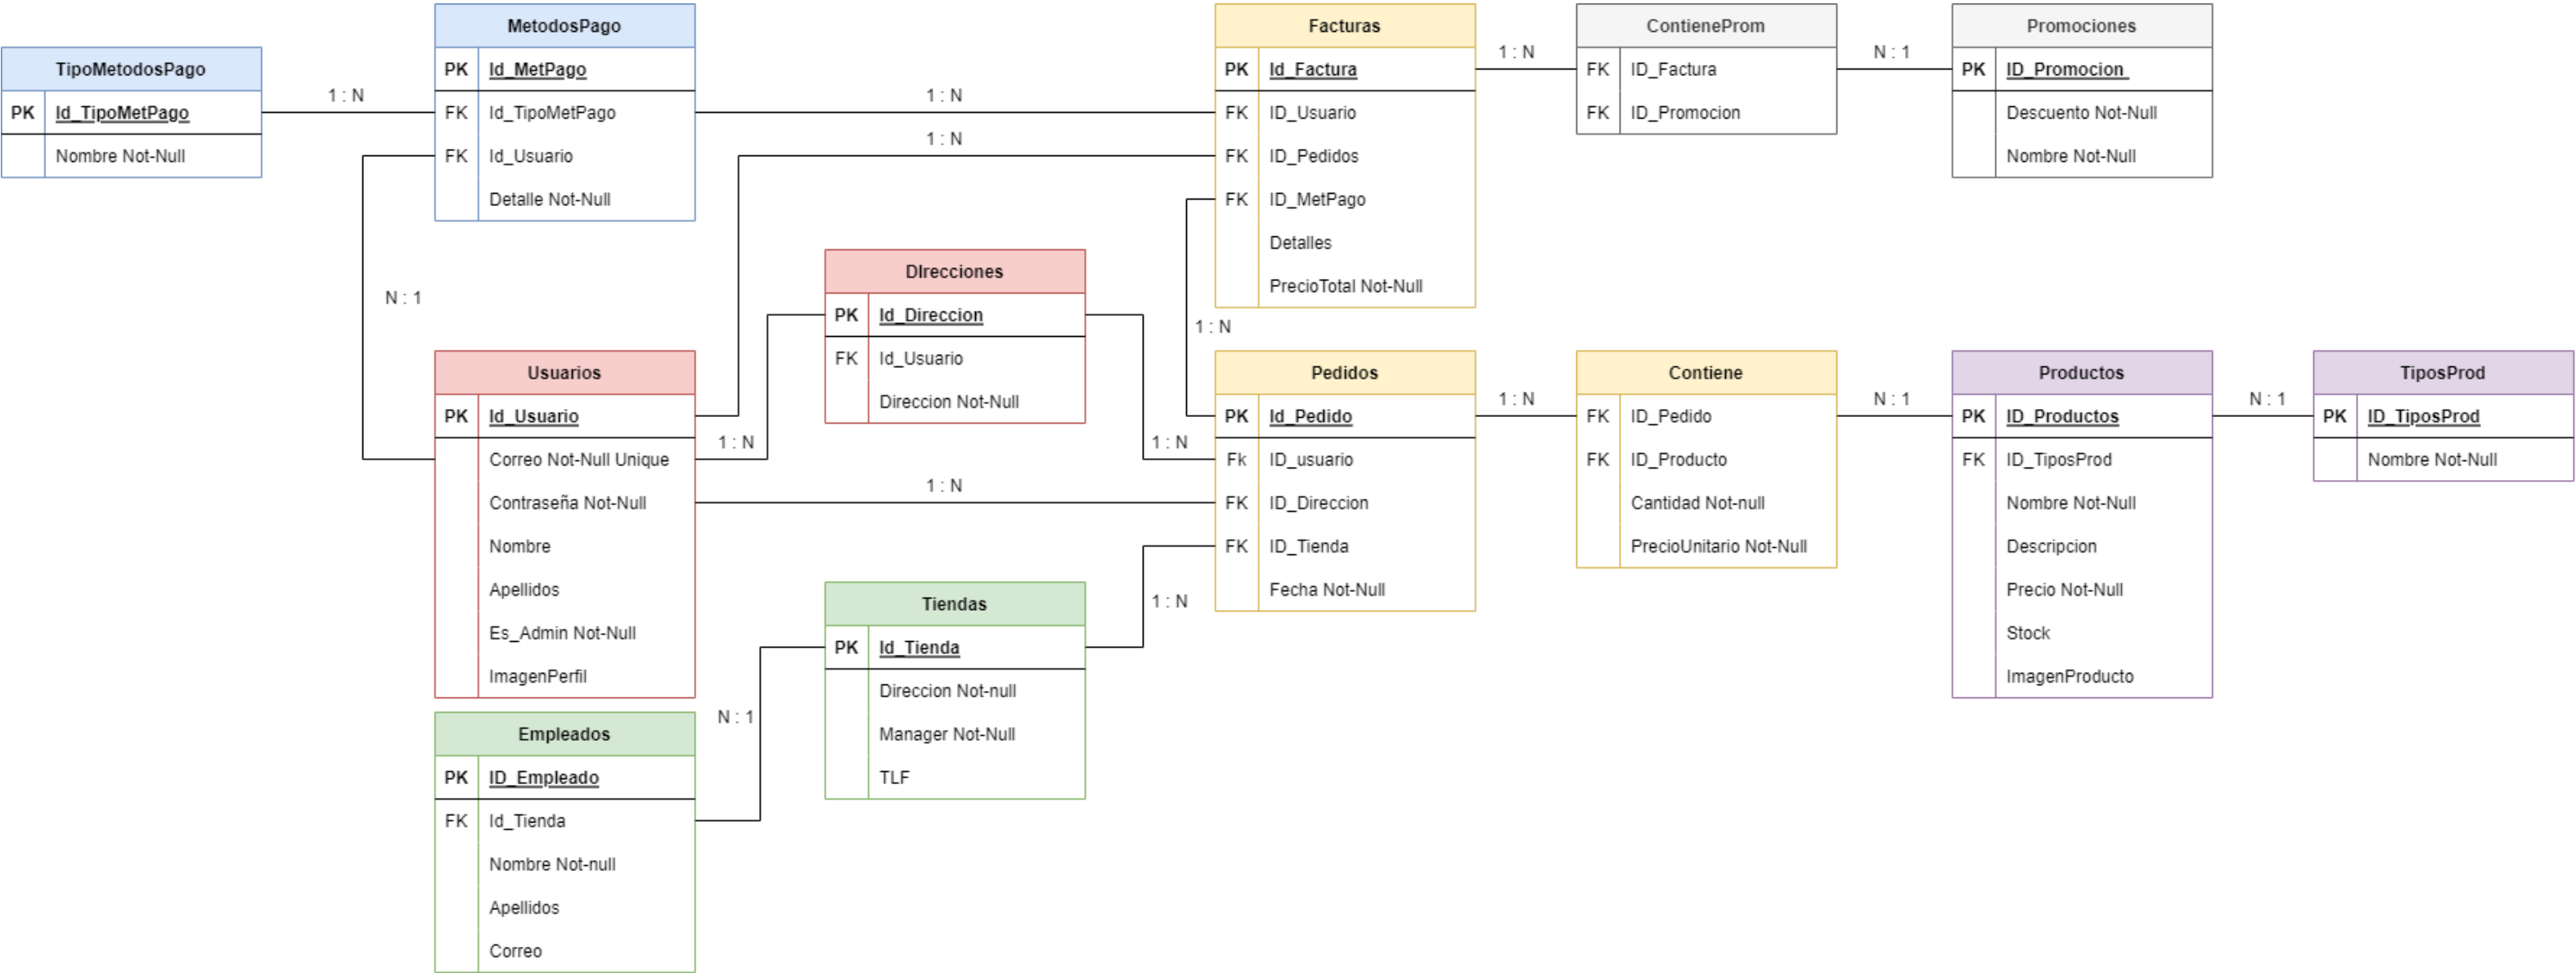 TipoMetodosPago
PK Id_TipoMetPago
Nombre Not-Null
1 : N
MetodosPago
PK Id_MetPago
FK Id_TipoMetPago
FK Id_Usuario
Detalle Not-Null
N : 1
1 : N
1 : N
Usuarios
PK Id_Usuario
Correo Not-Null Unique
Contraseña Not-Null
Nombre
Apellidos
Es_Admin Not-Null
ImagenPerfil
1 : N
1 : N
Empleados
PK ID_Empleado
FK Id_Tienda
Nombre Not-null
Apellidos
Correo
N : 1
DIrecciones
PK Id_Direccion
FK Id_Usuario
Direccion Not-Null
1 : N
Tiendas
PK Id_Tienda
Direccion Not-null
Manager Not-Null
TLF
1 : N
Facturas
PK Id_Factura
FK ID_Usuario
FK ID_Pedidos
FK ID_MetPago
Detalles
PrecioTotal Not-Null
1 : N
1 : N
Pedidos
PK Id_Pedido
Fk ID_usuario
FK ID_Direccion
FK ID_Tienda
Fecha Not-Null
1 : N
ContieneProm
FK ID_Factura
FK ID_Promocion
N : 1
Promociones
PK ID_Promocion
Descuento Not-Null
Nombre Not-Null
Contiene
FK ID_Pedido
FK ID_Producto
Cantidad Not-null
PrecioUnitario Not-Null
N : 1
Productos
PK ID_Productos
FK ID_TiposProd
Nombre Not-Null
Descripcion
Precio Not-Null
Stock
ImagenProducto
N : 1
TiposProd
PK ID_TiposProd
Nombre Not-Null